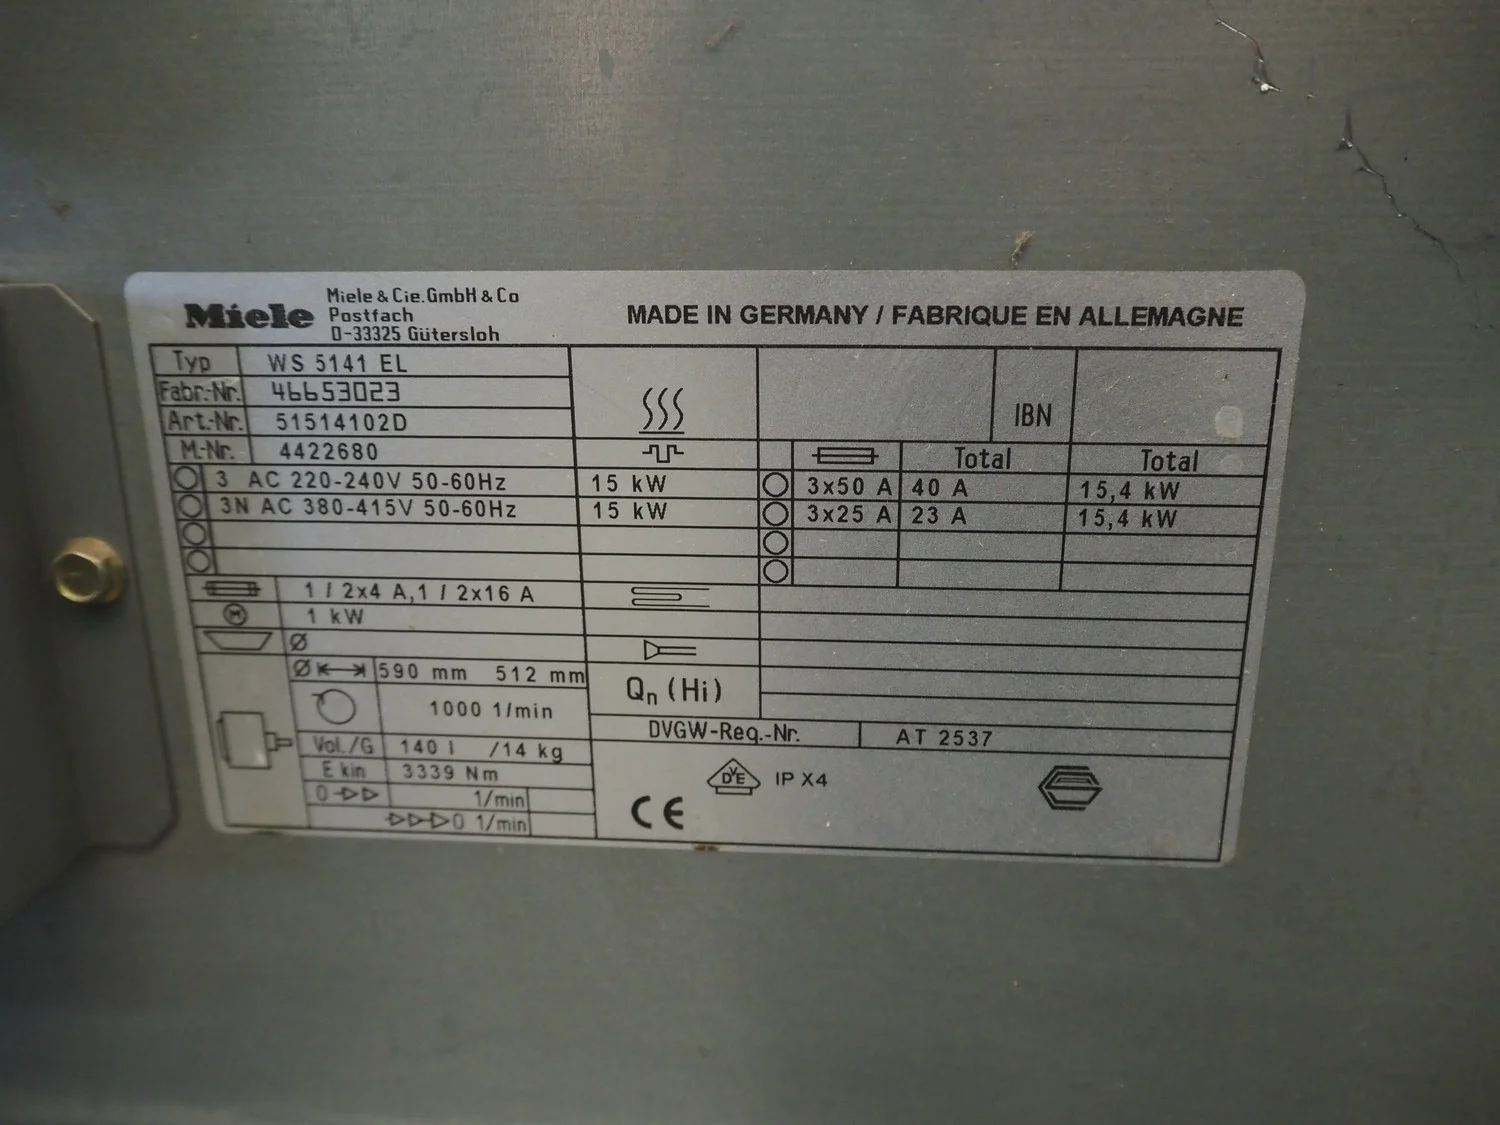 Miele
Miele & Cie. GmbH & Co
Postfach
D-33325 Gütersloh
MADE IN GERMANY / FABRIQUE EN ALLEMAGNE
Typ WS 5141 EL
Fabr.-Nr. 46653023
Art.-Nr. 51514102D
M.-Nr. 4422680
IBN
Total Total
3 AC 220-240V 50-60Hz 15 kW 3x50 A 40 A 15,4 kW
3N AC 380-415V 50-60Hz 15 kW 3x25 A 23 A 15,4 kW
1 / 2x4 A,1 / 2x16 A
M 1 kW
Ø
Ø 590 mm 512 mm
Qn (Hi)
1000 1/min
DVGW-Reg.-Nr. AT 2537
Vol./G 140 l /14 kg
E kin 3339 Nm
0 1/min
0 1/min
CE
DVE IP X4